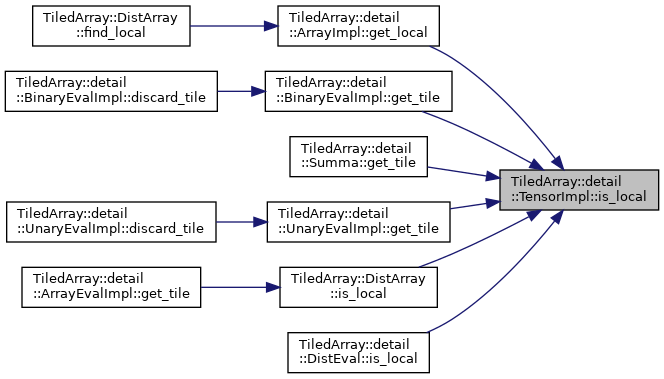 TiledArray::DistArray
::find_local
TiledArray::detail
::ArrayImpl::get_local
TiledArray::detail
::BinaryEvalImpl::discard_tile
TiledArray::detail
::BinaryEvalImpl::get_tile
TiledArray::detail
::Summa::get_tile
TiledArray::detail
::TensorImpl::is_local
TiledArray::detail
::UnaryEvalImpl::discard_tile
TiledArray::detail
::UnaryEvalImpl::get_tile
TiledArray::detail
::ArrayEvalImpl::get_tile
TiledArray::DistArray
::is_local
TiledArray::detail
::DistEval::is_local